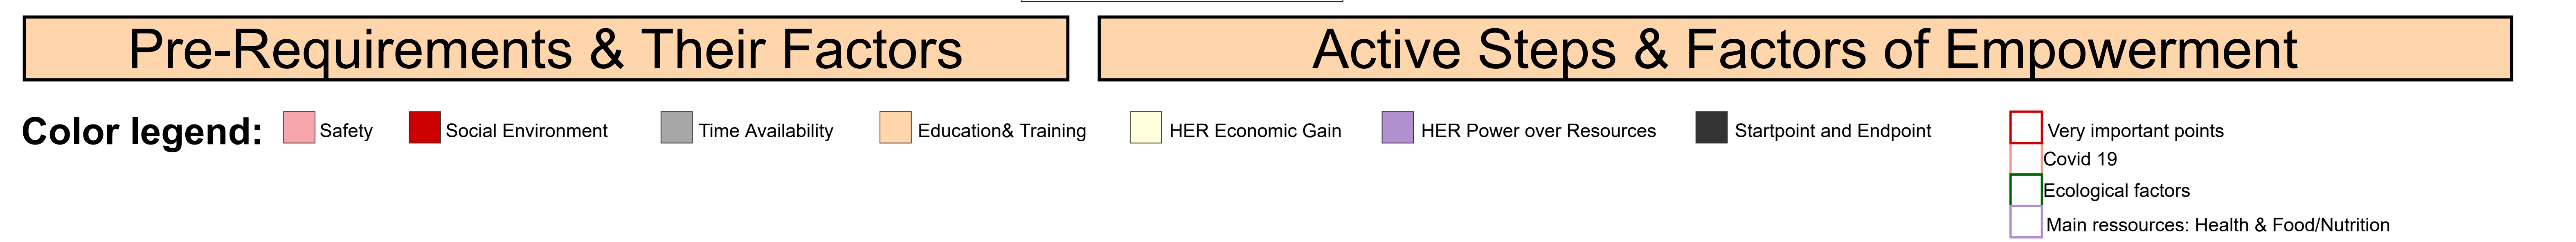 Pre-Requirements & Their Factors
Active Steps & Factors of Empowerment
Color legend:
Safety
Social Environment
Time Availability
Education& Training
HER Economic Gain
HER Power over Resources
Startpoint and Endpoint
Very important points
Covid 19
Ecological factors
Main ressources: Health & Food/Nutrition